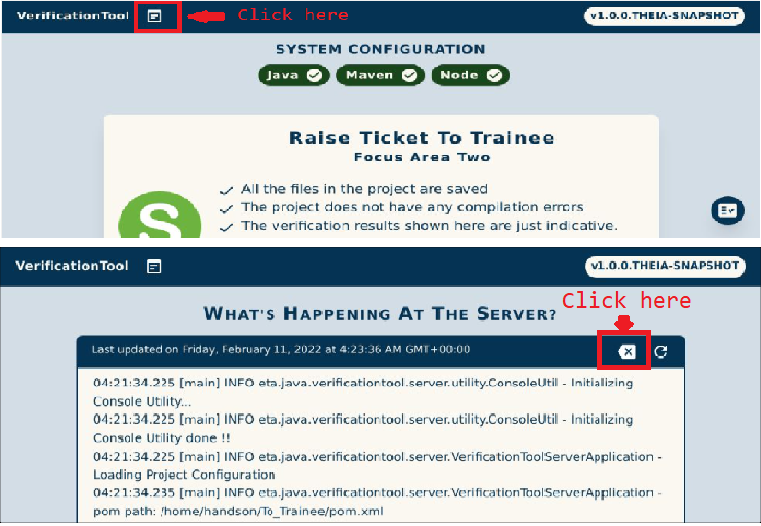 VerificationTool
Click here
v1.0.0.THEIA-SNAPSHOT
SYSTEM CONFIGURATION
Java
Maven
Node
Raise Ticket To Trainee
Focus Area Two
All the files in the project are saved
The project does not have any compilation errors
The verification results shown here are just indicative.
S
VerificationTool
v1.0.0.THEIA-SNAPSHOT
WHAT'S HAPPENING AT THE SERVER?
Click here
Last updated on Friday, February 11, 2022 at 4:23:36 AM GMT+00:00
04:21:34.225 [main] INFO eta.java.verificationtool.server.utility.ConsoleUtil - Initializing
Console Utility...
04:21:34.225 [main] INFO eta.java.verificationtool.server.utility.ConsoleUtil - Initializing
Console Utility done !!
04:21:34.225 [main] INFO eta.java.verificationtool.server.VerificationToolServerApplication -
Loading Project Configuration
04:21:34.235 [main] INFO eta.java.verificationtool.server.VerificationToolServerApplication -
pom path: /home/handson/To_Trainee/pom.xml